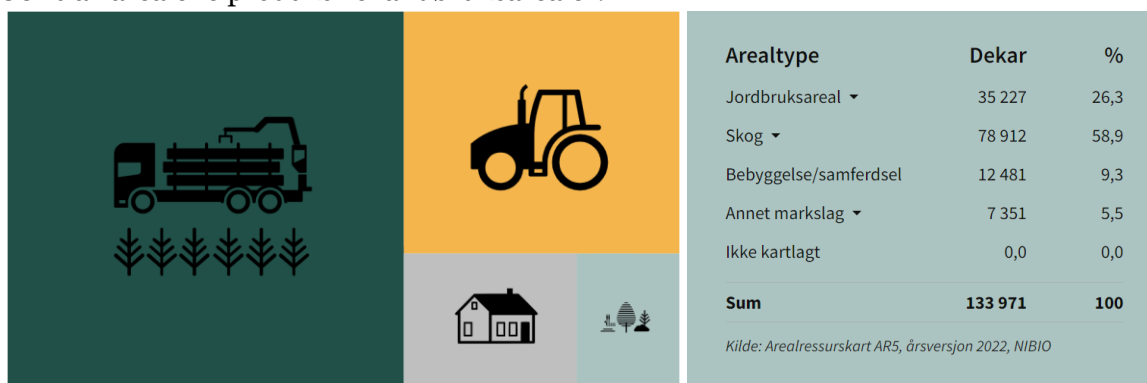 Arealtype Dekar %
Jordbruksareal 35 227 26,3
Skog 78 912 58,9
Bebyggelse/samferdsel 12 481 9,3
Annet markslag 7 351 5,5
Ikke kartlagt 0,0 0,0
Sum 133 971 100
Kilde: Arealressurskart AR5, årsversjon 2022, NIBIO